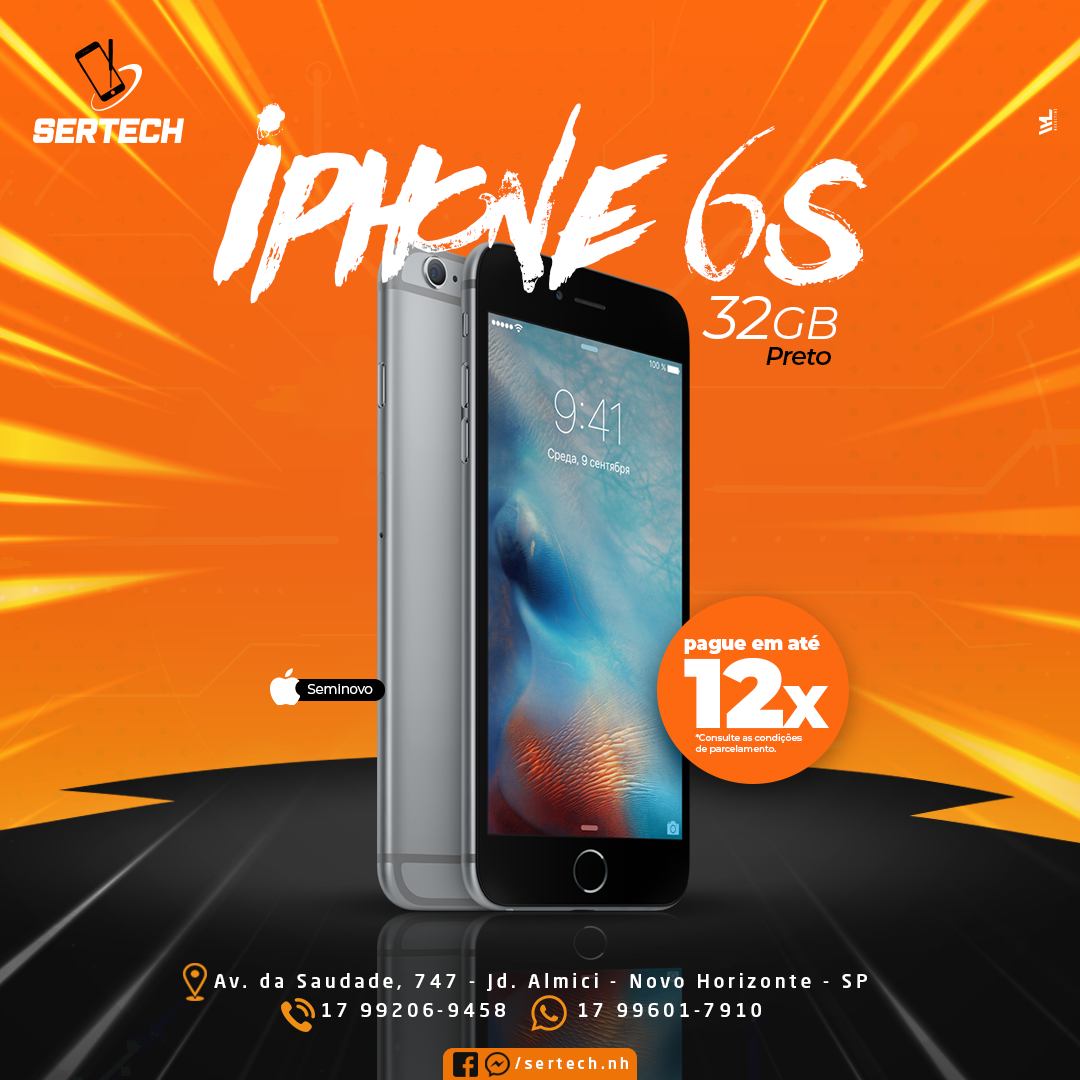 SERTECH
IPHONE 6S
32GB
Preto
100 %
9:41
Среда, 9 сентября
Seminovo
pague em até
12x
*Consulte as condições
de parcelamento.
Av. da Saudade, 747 - Jd. Almici - Novo Horizonte - SP
17 99206-9458 17 99601-7910
/sertech.nh